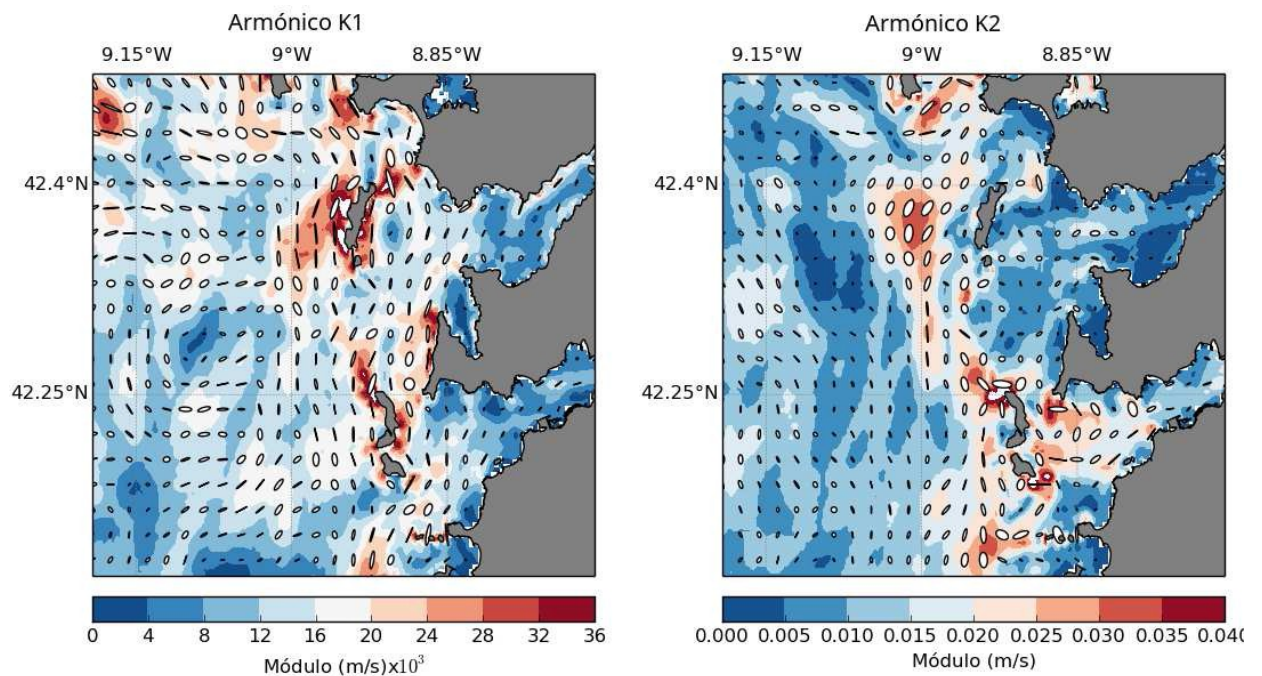 Armónico K1
9.15°W 9°W 8.85°W
42.4°N
42.25°N
0 4 8 12 16 20 24 28 32 36
Módulo (m/s)x10³
Armónico K2
9.15°W 9°W 8.85°W
42.4°N
42.25°N
0.000 0.005 0.010 0.015 0.020 0.025 0.030 0.035 0.04
Módulo (m/s)